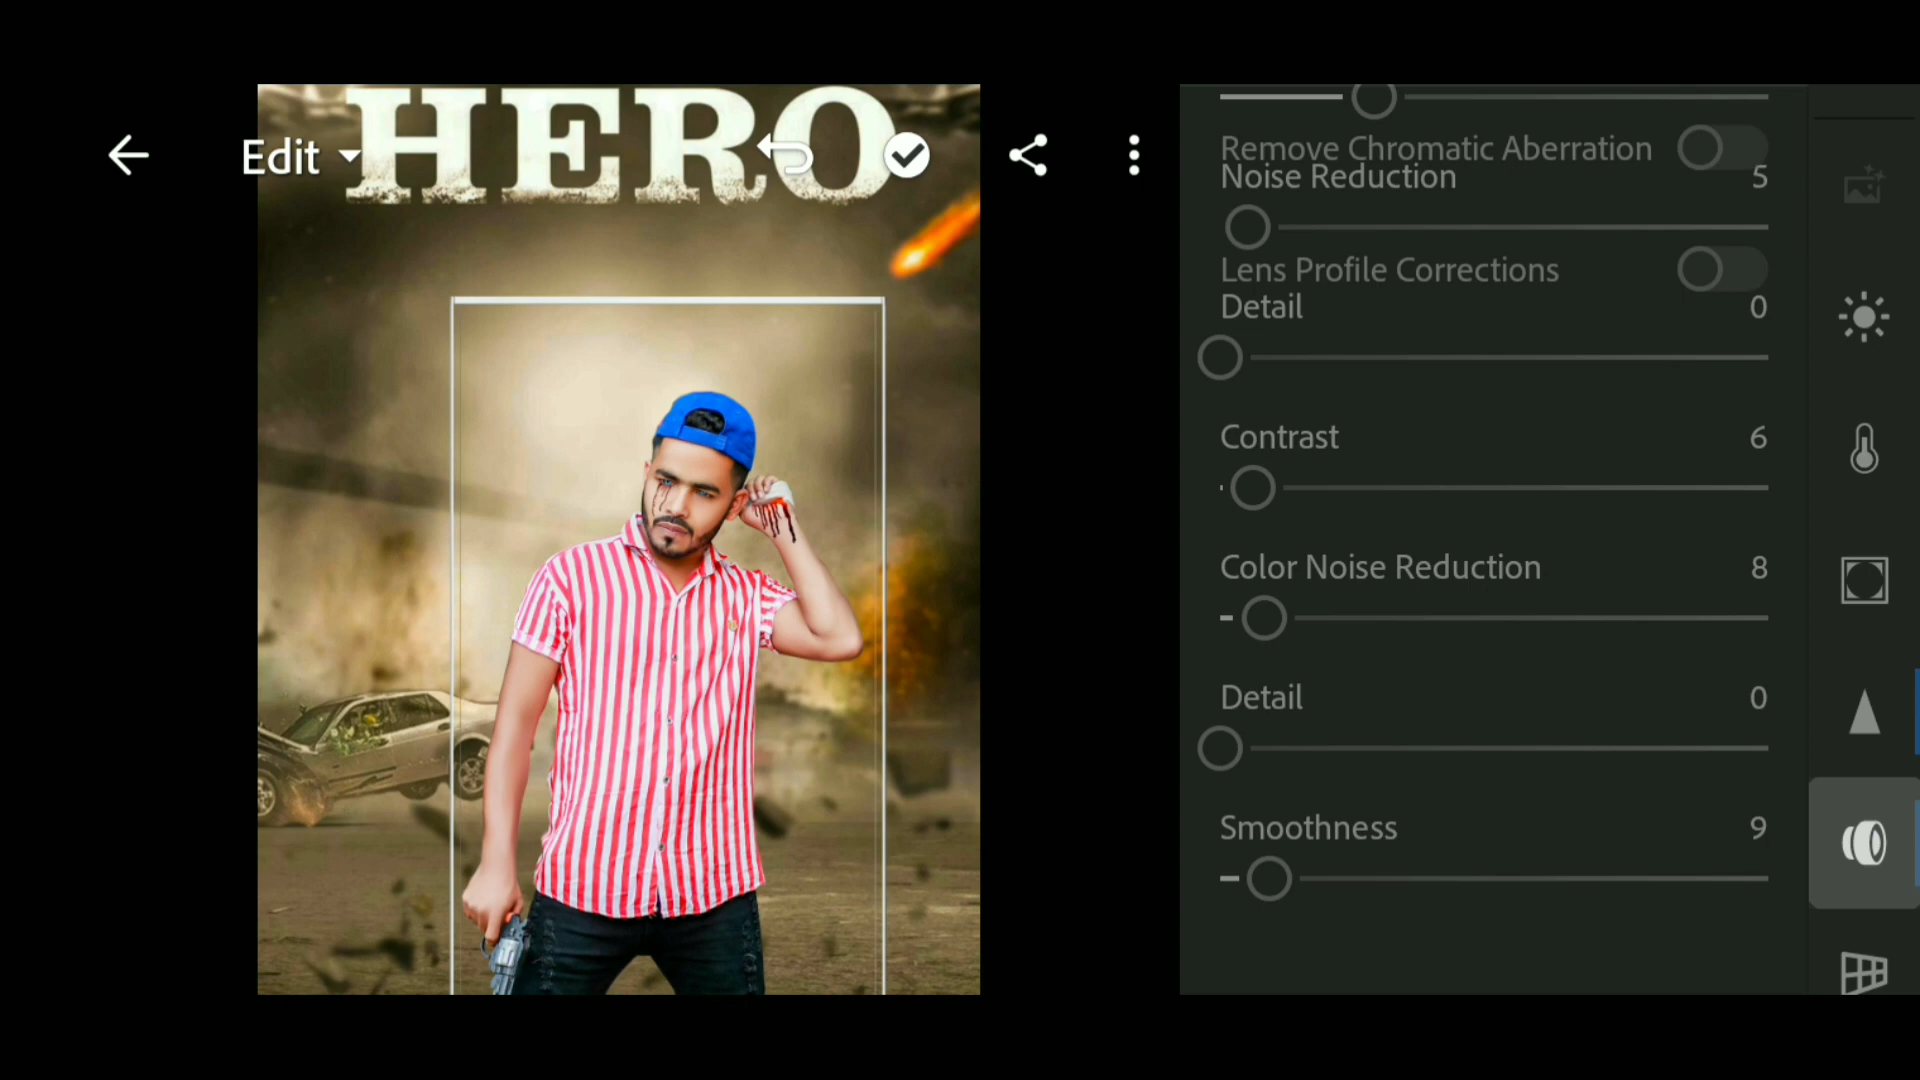 HERO
Edit
Remove Chromatic Aberration
Noise Reduction 5
Lens Profile Corrections
Detail 0
Contrast 6
Color Noise Reduction 8
Detail 0
Smoothness 9